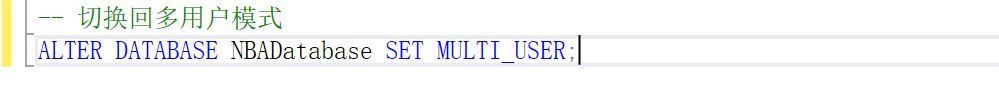 -- 切换回多用户模式
ALTER DATABASE NBADatabase SET MULTI_USER;